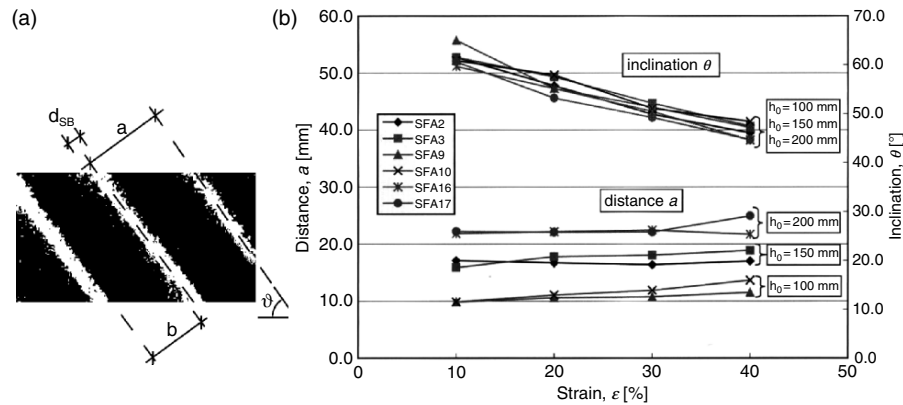 (a)
d_SB
a
b
ϑ
(b)
60.0
50.0
40.0
30.0
20.0
10.0
0.0
Distance, a [mm]
70.0
60.0
50.0
40.0
30.0
20.0
10.0
0.0
Inclination, θ [°]
inclination θ
h₀ = 100 mm
h₀ = 150 mm
h₀ = 200 mm
SFA2
SFA3
SFA9
SFA10
SFA16
SFA17
distance a
h₀ = 200 mm
h₀ = 150 mm
h₀ = 100 mm
0 10 20 30 40 50
Strain, ε [%]